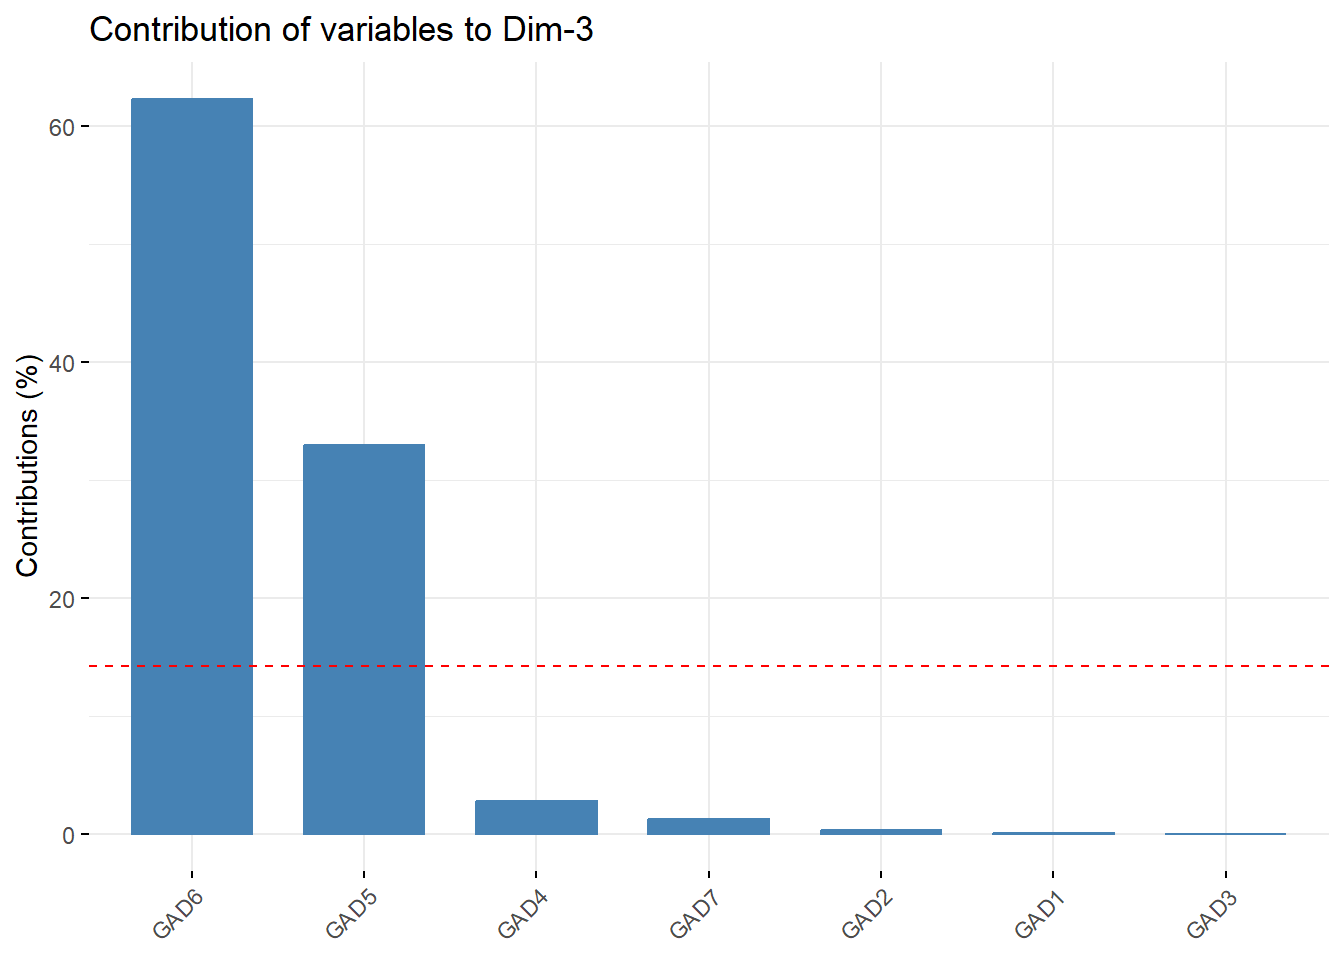 Contribution of variables to Dim-3
Contributions (%)
60
40
20
0
GAD6
GAD5
GAD4
GAD7
GAD2
GAD1
GAD3